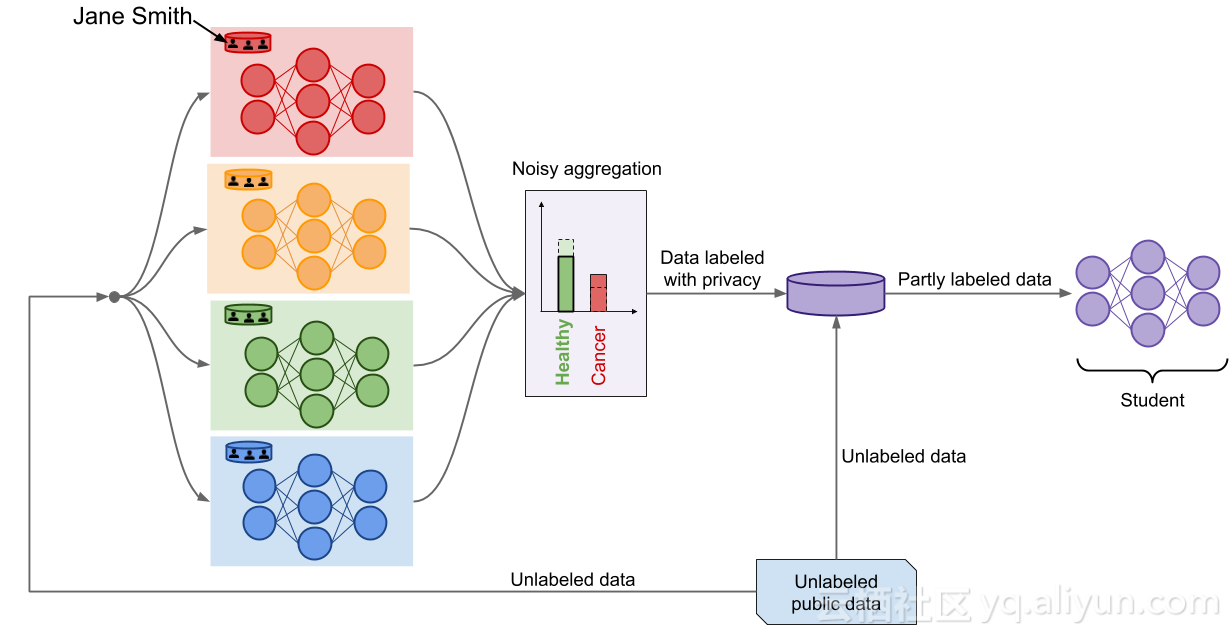 Jane Smith
Noisy aggregation
Healthy
Cancer
Data labeled
with privacy
Partly labeled data
Student
Unlabeled data
Unlabeled data
Unlabeled
public data
云栖社区 yq.aliyun.com